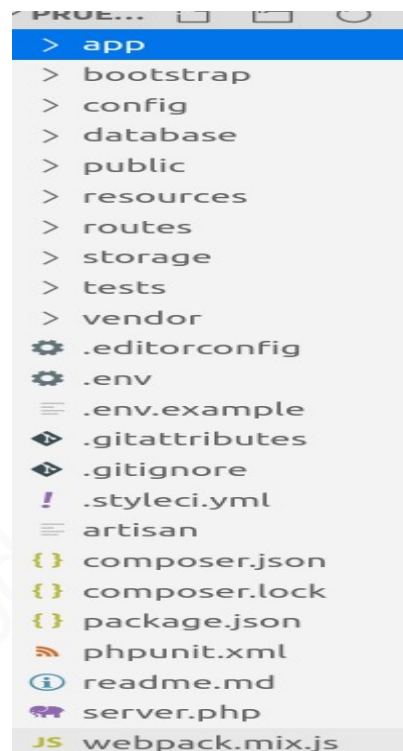 PRUE...
> app
> bootstrap
> config
> database
> public
> resources
> routes
> storage
> tests
> vendor
.editorconfig
.env
.env.example
.gitattributes
.gitignore
! .styleci.yml
artisan
{} composer.json
{} composer.lock
{} package.json
phpunit.xml
readme.md
server.php
JS webpack.mix.js